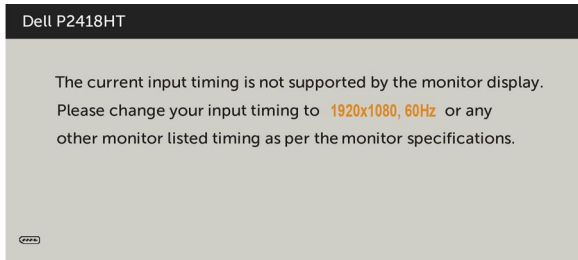 Dell P2418HT
The current input timing is not supported by the monitor display.
Please change your input timing to 1920x1080, 60Hz or any
other monitor listed timing as per the monitor specifications.